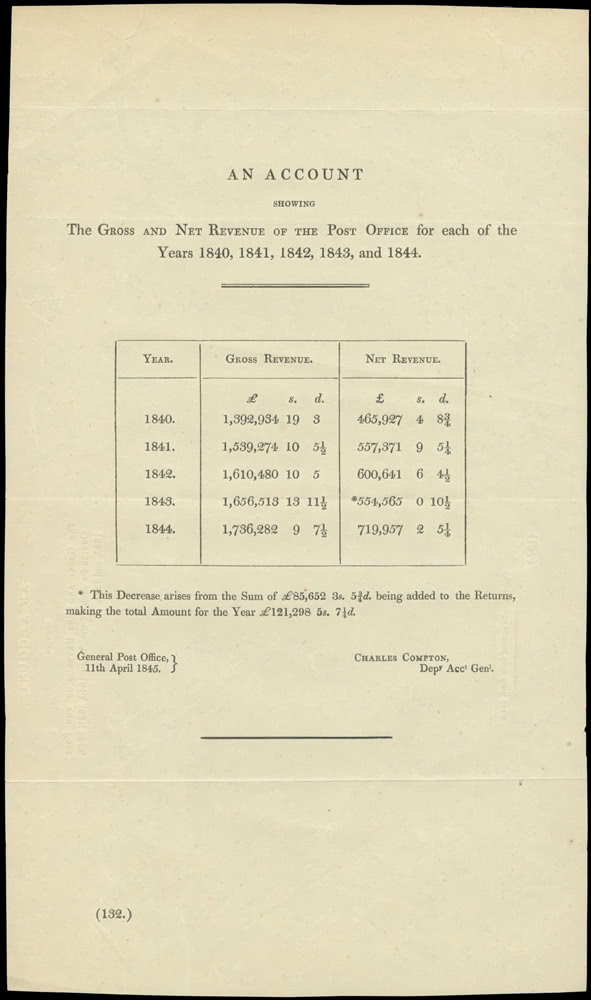 AN ACCOUNT
SHOWING
The GROSS AND NET REVENUE OF THE POST OFFICE for each of the
Years 1840, 1841, 1842, 1843, and 1844.
YEAR. GROSS REVENUE. NET REVENUE.
£ s. d. £ s. d.
1840. 1,392,934 19 3 465,927 4 8¾
1841. 1,539,274 10 5½ 557,371 9 5¼
1842. 1,610,480 10 5 600,641 6 4½
1843. 1,656,513 13 11½ *554,565 0 10½
1844. 1,736,282 9 7½ 719,957 2 5¼
* This Decrease arises from the Sum of £85,652 3s. 5¾d. being added to the Returns,
making the total Amount for the Year £121,298 5s. 7¼d.
General Post Office, } CHARLES COMPTON,
11th April 1845. Depy Acct Genl.
(132.)